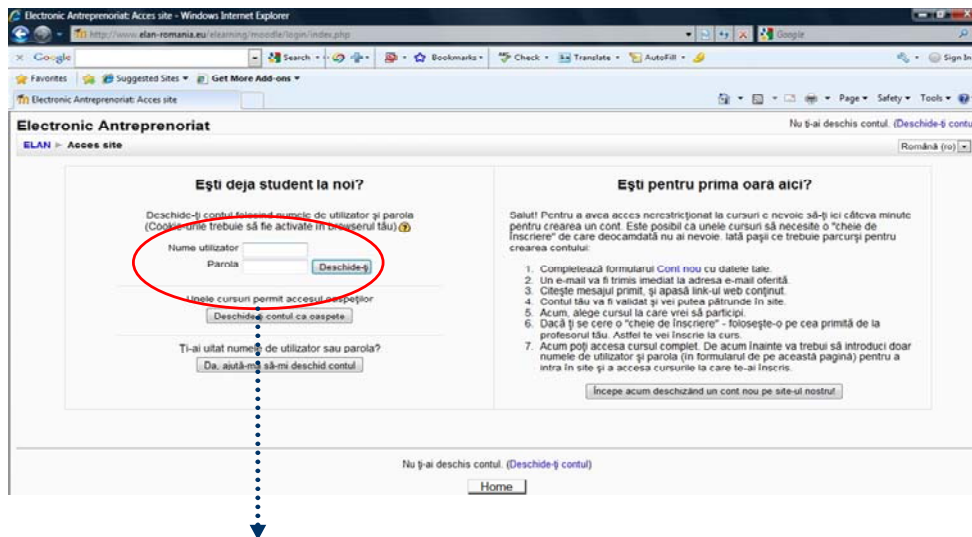 Electronic Antreprenoriat: Acces site - Windows Internet Explorer
http://www.elan-romania.eu/elearning/moodle/login/index.php
Google
Google
Search
Bookmarks
Check
Translate
AutoFill
Sign In
Favorites
Suggested Sites
Get More Add-ons
Electronic Antreprenoriat: Acces site
Page
Safety
Tools
Electronic Antreprenoriat
Nu ţi-ai deschis contul. (Deschide-ţi contu
ELAN ► Acces site
Română (ro)
Eşti deja student la noi?
Deschide-ţi contul folosind numele de utilizator şi parola
(Cookie-urile trebuie să fie activate în browserul tău)
Nume utilizator
Parola
Deschide-ţi
Unele cursuri permit accesul oaspeţilor
Deschide-ţi contul ca oaspete
Ţi-ai uitat numele de utilizator sau parola?
Da, ajută-mă să-mi deschid contul
Eşti pentru prima oară aici?
Salut! Pentru a avea acces nerestricţionat la cursuri e nevoie să-ţi iei câteva minute
pentru crearea un cont. Este posibil ca unele cursuri să necesite o "cheie de
înscriere" de care deocamdată nu ai nevoie. Iată paşii ce trebuie parcurşi pentru
crearea contului:
1. Completează formularul Cont nou cu datele tale.
2. Un e-mail va fi trimis imediat la adresa e-mail oferită.
3. Citeşte mesajul primit, şi apasă link-ul web conţinut.
4. Contul tău va fi validat şi vei putea pătrunde în site.
5. Acum, alege cursul la care vrei să participi.
6. Dacă ţi se cere o "cheie de înscriere" - foloseşte-o pe cea primită de la
profesorul tău. Astfel te vei înscrie la curs.
7. Acum poţi accesa cursul complet. De acum înainte va trebui să introduci doar
numele de utilizator şi parola (în formularul de pe această pagină) pentru a
intra în site şi a accesa cursurile la care te-ai înscris.
Începe acum deschizând un cont nou pe site-ul nostru!
Nu ţi-ai deschis contul. (Deschide-ţi contul)
Home